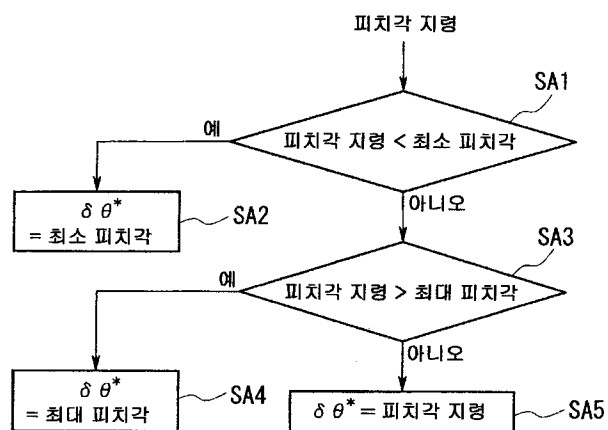 피치각 지령
SA1
예
피치각 지령 < 최소 피치각
δ θ*
= 최소 피치각
SA2
아니오
SA3
예
피치각 지령 > 최대 피치각
아니오
δ θ*
= 최대 피치각
SA4
δ θ* = 피치각 지령
SA5